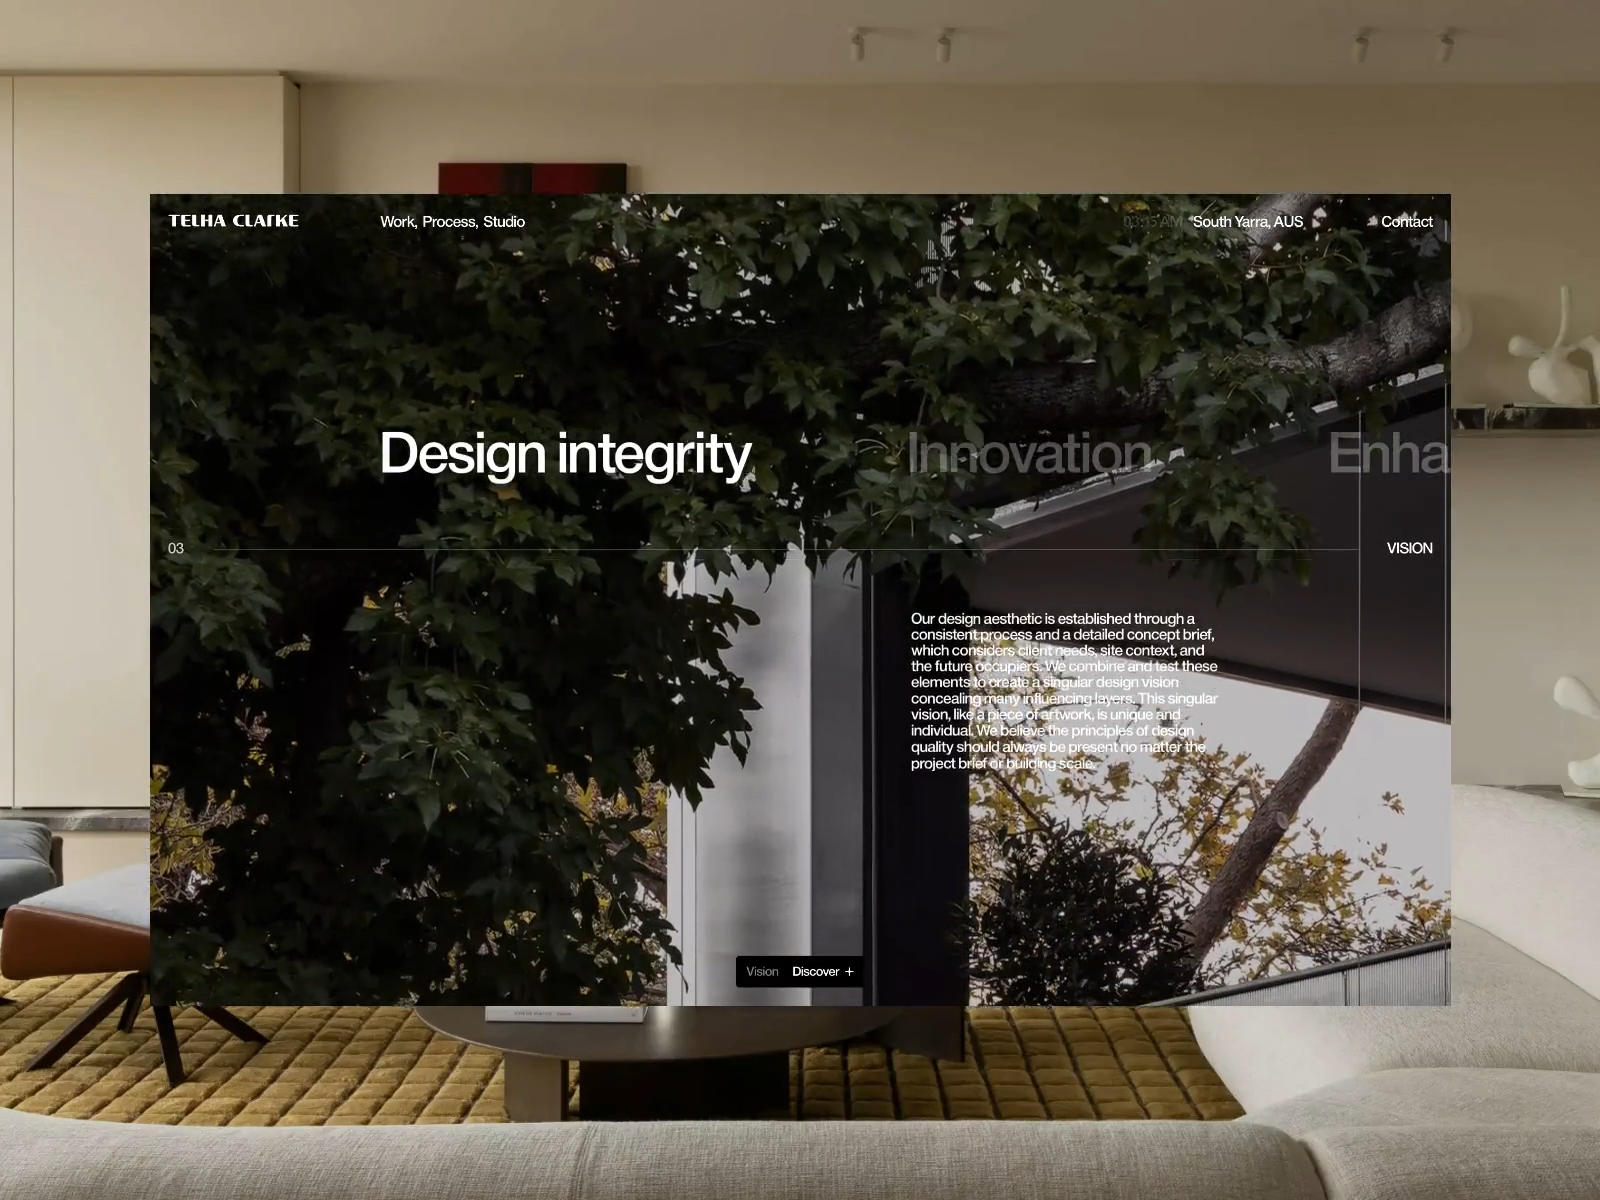 TELHA CLARKE
Work, Process, Studio
03:15 AM South Yarra, AUS
Contact
Design integrity
Innovation
Enha
03
VISION
Our design aesthetic is established through a
consistent process and a detailed concept brief,
which considers client needs, site context, and
the future occupiers. We combine and test these
elements to create a singular design vision
concealing many influencing layers. This singular
vision, like a piece of artwork, is unique and
individual. We believe the principles of design
quality should always be present no matter the
project brief or building scale.
Vision Discover +